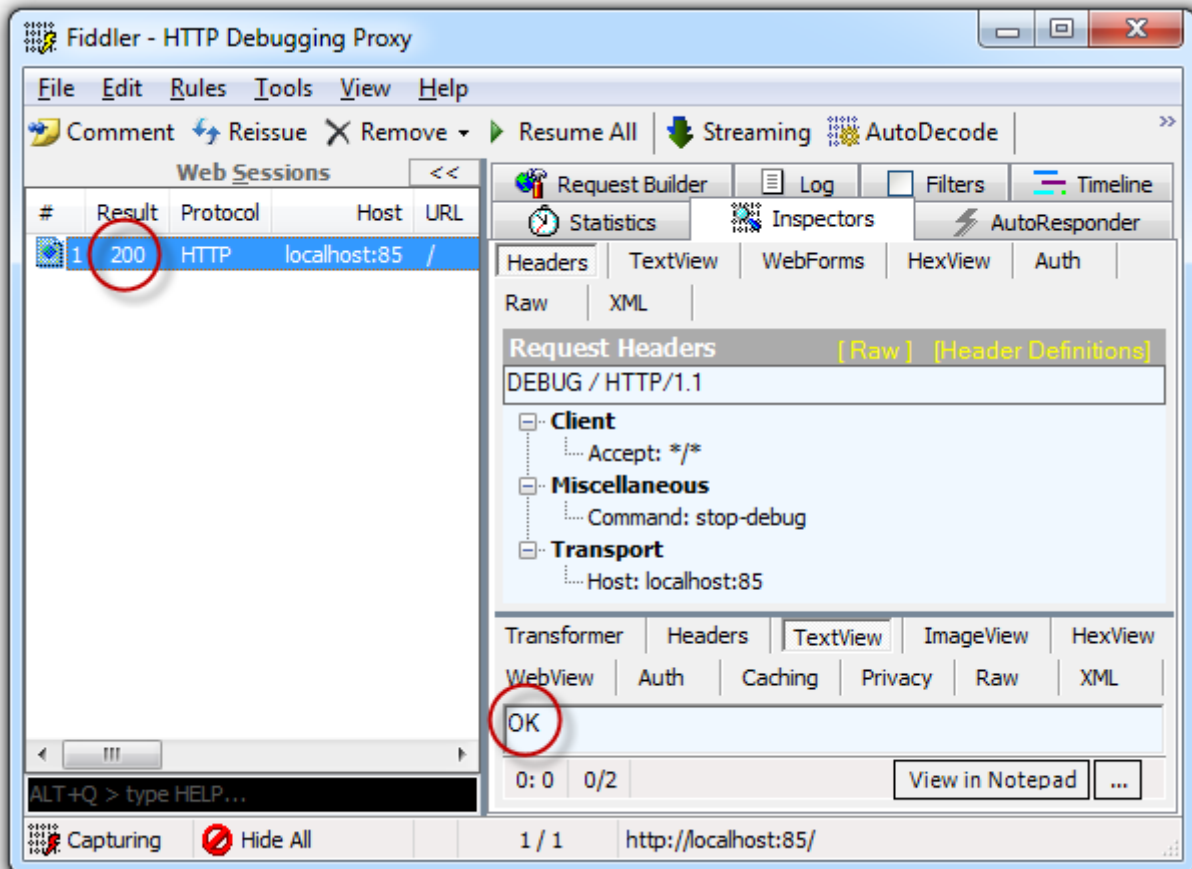 Fiddler - HTTP Debugging Proxy
File Edit Rules Tools View Help
Comment Reissue Remove Resume All Streaming AutoDecode >>
Web Sessions <<
# Result Protocol Host URL
1 200 HTTP localhost:85 /
Request Builder Log Filters Timeline
Statistics Inspectors AutoResponder
Headers TextView WebForms HexView Auth
Raw XML
Request Headers [ Raw ] [Header Definitions]
DEBUG / HTTP/1.1
Client
Accept: */*
Miscellaneous
Command: stop-debug
Transport
Host: localhost:85
Transformer Headers TextView ImageView HexView
WebView Auth Caching Privacy Raw XML
OK
0: 0 0/2 View in Notepad ...
ALT+Q > type HELP...
Capturing Hide All 1 / 1 http://localhost:85/